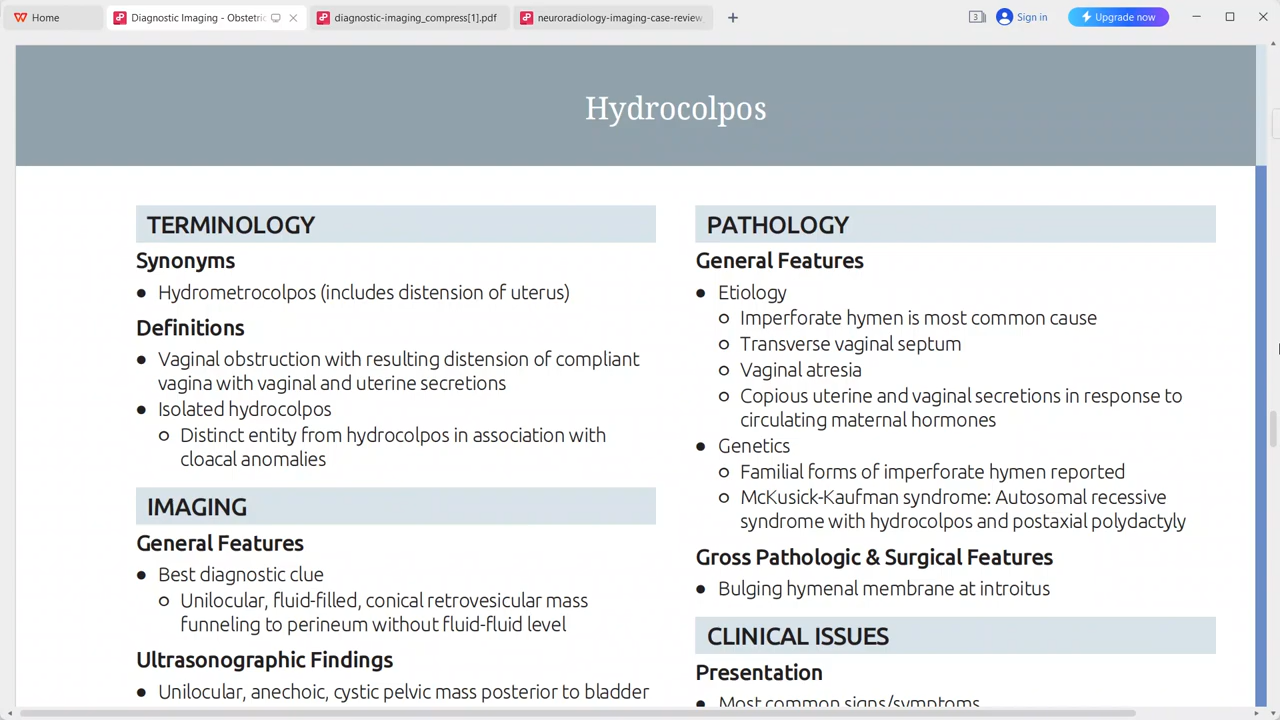 Home
Diagnostic Imaging - Obstetric
diagnostic-imaging_compress[1].pdf
neuroradiology-imaging-case-review
3
Sign in
Upgrade now
Hydrocolpos
TERMINOLOGY
Synonyms
● Hydrometrocolpos (includes distension of uterus)
Definitions
● Vaginal obstruction with resulting distension of compliant
vagina with vaginal and uterine secretions
● Isolated hydrocolpos
○ Distinct entity from hydrocolpos in association with
cloacal anomalies
IMAGING
General Features
● Best diagnostic clue
○ Unilocular, fluid-filled, conical retrovesicular mass
funneling to perineum without fluid-fluid level
Ultrasonographic Findings
● Unilocular, anechoic, cystic pelvic mass posterior to bladder
PATHOLOGY
General Features
● Etiology
○ Imperforate hymen is most common cause
○ Transverse vaginal septum
○ Vaginal atresia
○ Copious uterine and vaginal secretions in response to
circulating maternal hormones
● Genetics
○ Familial forms of imperforate hymen reported
○ McKusick-Kaufman syndrome: Autosomal recessive
syndrome with hydrocolpos and postaxial polydactyly
Gross Pathologic & Surgical Features
● Bulging hymenal membrane at introitus
CLINICAL ISSUES
Presentation
● Most common signs/symptoms